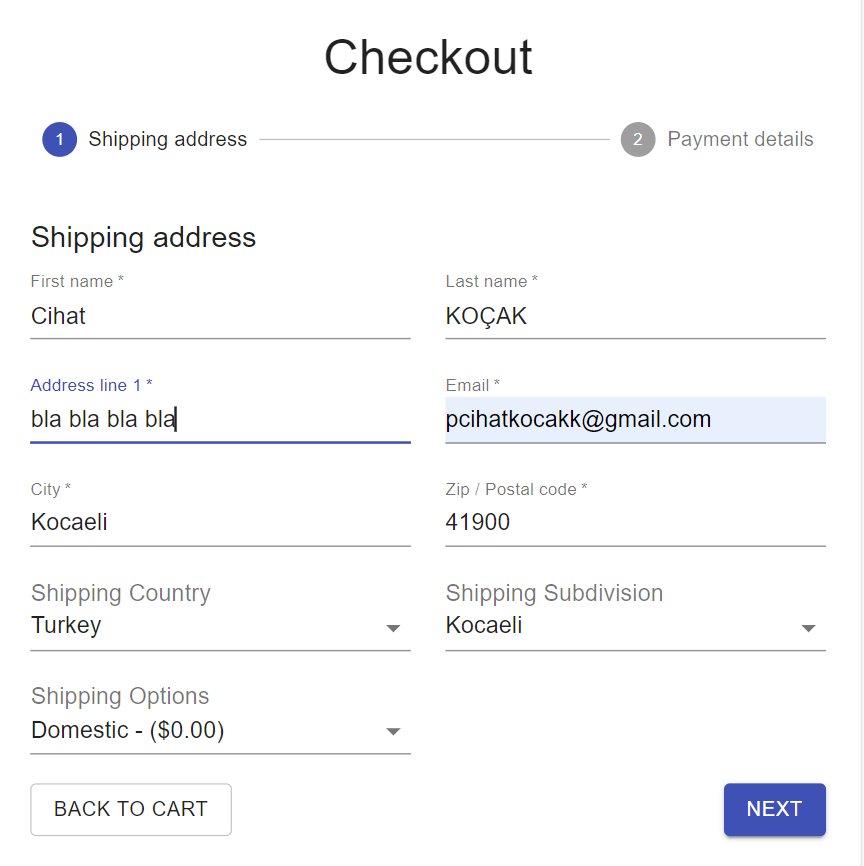 Checkout
1 Shipping address 2 Payment details
Shipping address
First name * Last name *
Cihat KOÇAK
Address line 1 * Email *
bla bla bla bla pcihatkocakk@gmail.com
City * Zip / Postal code *
Kocaeli 41900
Shipping Country Shipping Subdivision
Turkey Kocaeli
Shipping Options
Domestic - ($0.00)
BACK TO CART NEXT